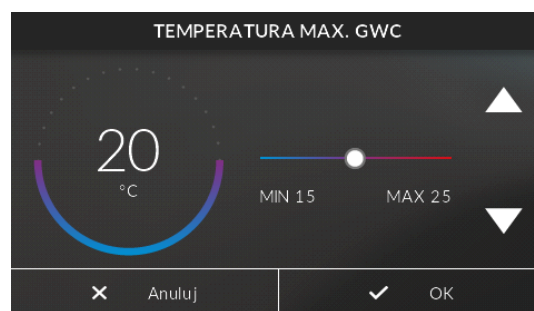 TEMPERATURA MAX. GWC
20
°C
MIN 15 MAX 25
Anuluj OK